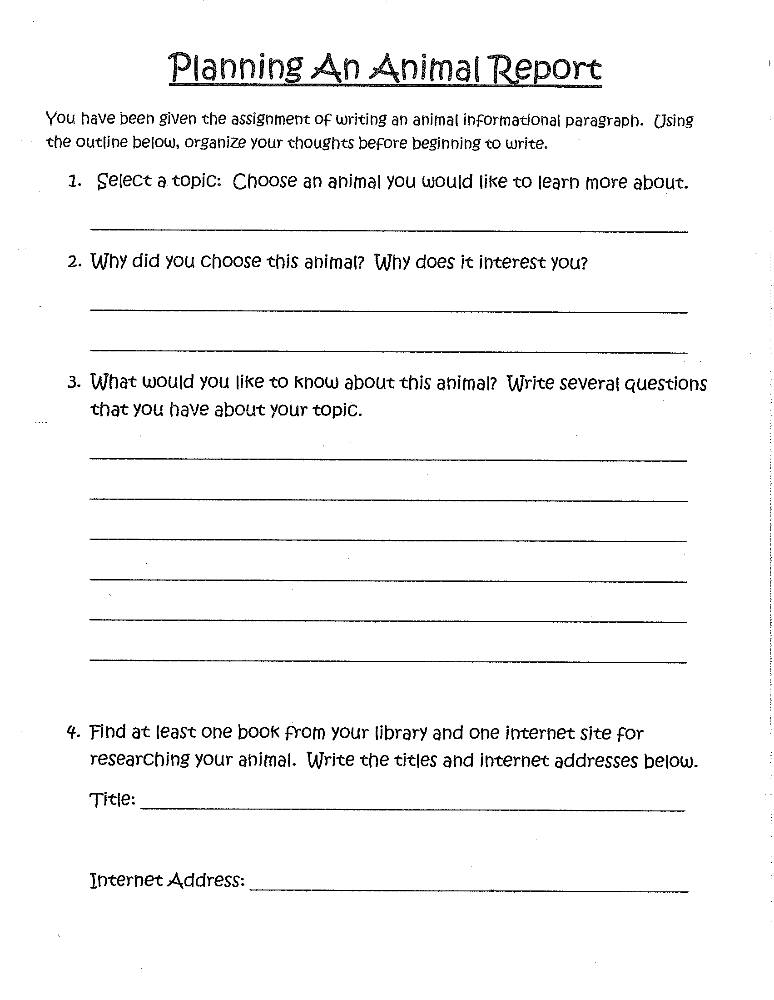 Planning An Animal Report
You have been given the assignment of writing an animal informational paragraph. Using
the outline below, organize your thoughts before beginning to write.
1. Select a topic: Choose an animal you would like to learn more about.
2. Why did you choose this animal? Why does it interest you?
3. What would you like to know about this animal? Write several questions
that you have about your topic.
4. Find at least one book from your library and one internet site for
researching your animal. Write the titles and internet addresses below.
Title:
Internet Address: